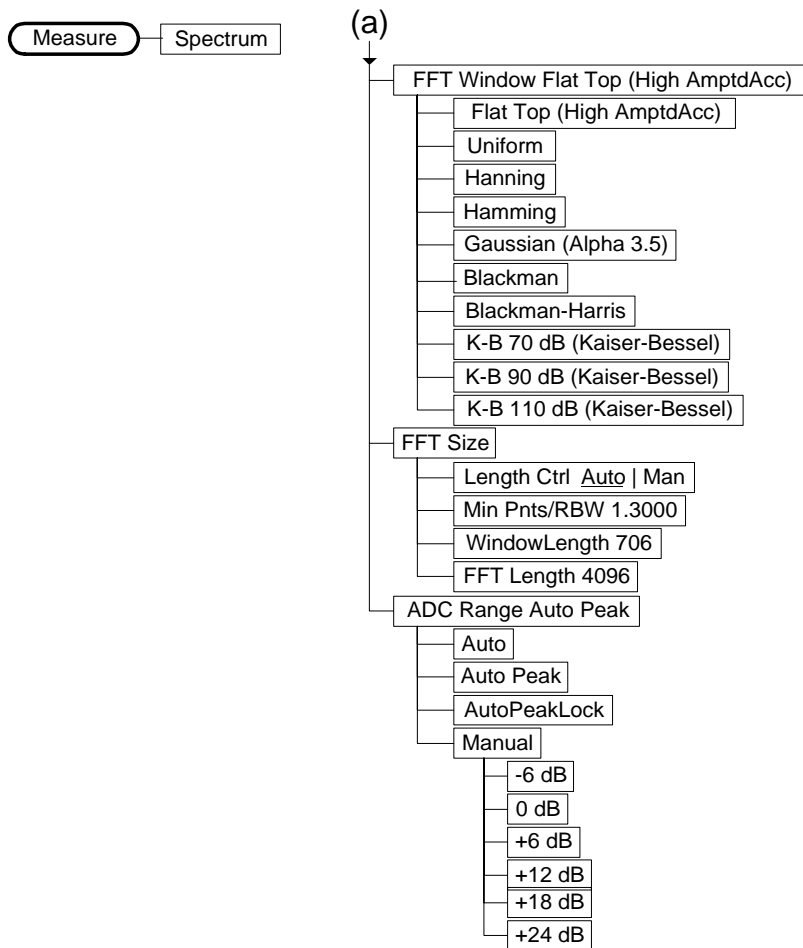 (a)
Measure
Spectrum
FFT Window Flat Top (High AmptdAcc)
Flat Top (High AmptdAcc)
Uniform
Hanning
Hamming
Gaussian (Alpha 3.5)
Blackman
Blackman-Harris
K-B 70 dB (Kaiser-Bessel)
K-B 90 dB (Kaiser-Bessel)
K-B 110 dB (Kaiser-Bessel)
FFT Size
Length Ctrl Auto | Man
Min Pnts/RBW 1.3000
WindowLength 706
FFT Length 4096
ADC Range Auto Peak
Auto
Auto Peak
AutoPeakLock
Manual
-6 dB
0 dB
+6 dB
+12 dB
+18 dB
+24 dB